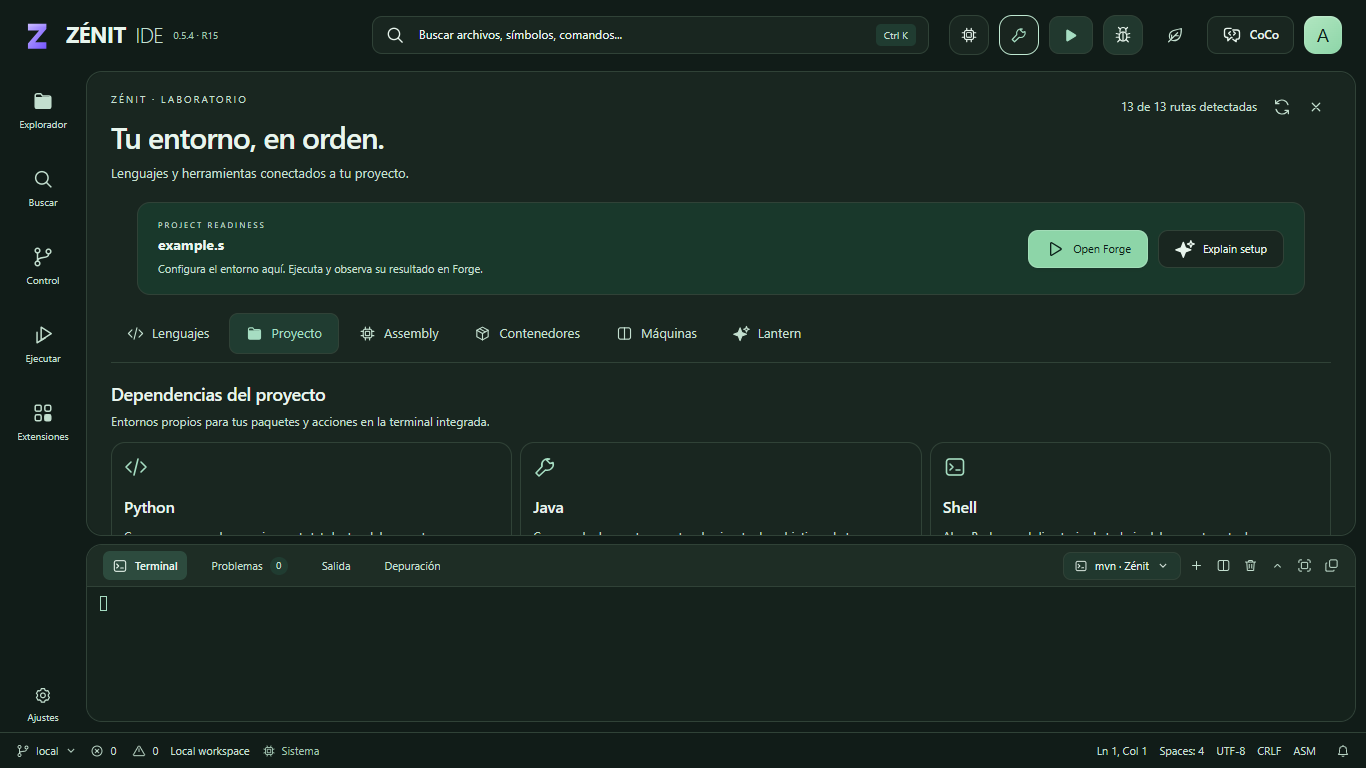 ZÉNIT IDE 0.5.4 · R15
Buscar archivos, símbolos, comandos...
Ctrl K
CoCo
A
Explorador
Buscar
Control
Ejecutar
Extensiones
Ajustes
ZÉNIT · LABORATORIO
13 de 13 rutas detectadas
Tu entorno, en orden.
Lenguajes y herramientas conectados a tu proyecto.
PROJECT READINESS
example.s
Configura el entorno aquí. Ejecuta y observa su resultado en Forge.
Open Forge
Explain setup
Lenguajes
Proyecto
Assembly
Contenedores
Máquinas
Lantern
Dependencias del proyecto
Entornos propios para tus paquetes y acciones en la terminal integrada.
Python
Java
Shell
Terminal
Problemas 0
Salida
Depuración
mvn · Zénit
local
0
0
Local workspace
Sistema
Ln 1, Col 1
Spaces: 4
UTF-8
CRLF
ASM